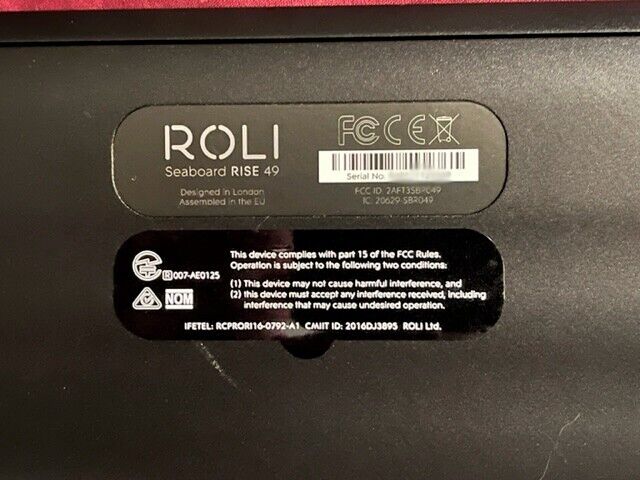 ROLI
Seaboard RISE 49
Designed in London
Assembled in the EU
FC CE
Serial No.
FCC ID: 2AFT3SBR049
IC: 20629-SBR049
R 007-AE0125
NOM
This device complies with part 15 of the FCC Rules.
Operation is subject to the following two conditions:
(1) This device may not cause harmful interference, and
(2) this device must accept any interference received, including
interference that may cause undesired operation.
IFETEL: RCPRORI16-0792-A1 CMIIT ID: 2016DJ3895 ROLI Ltd.